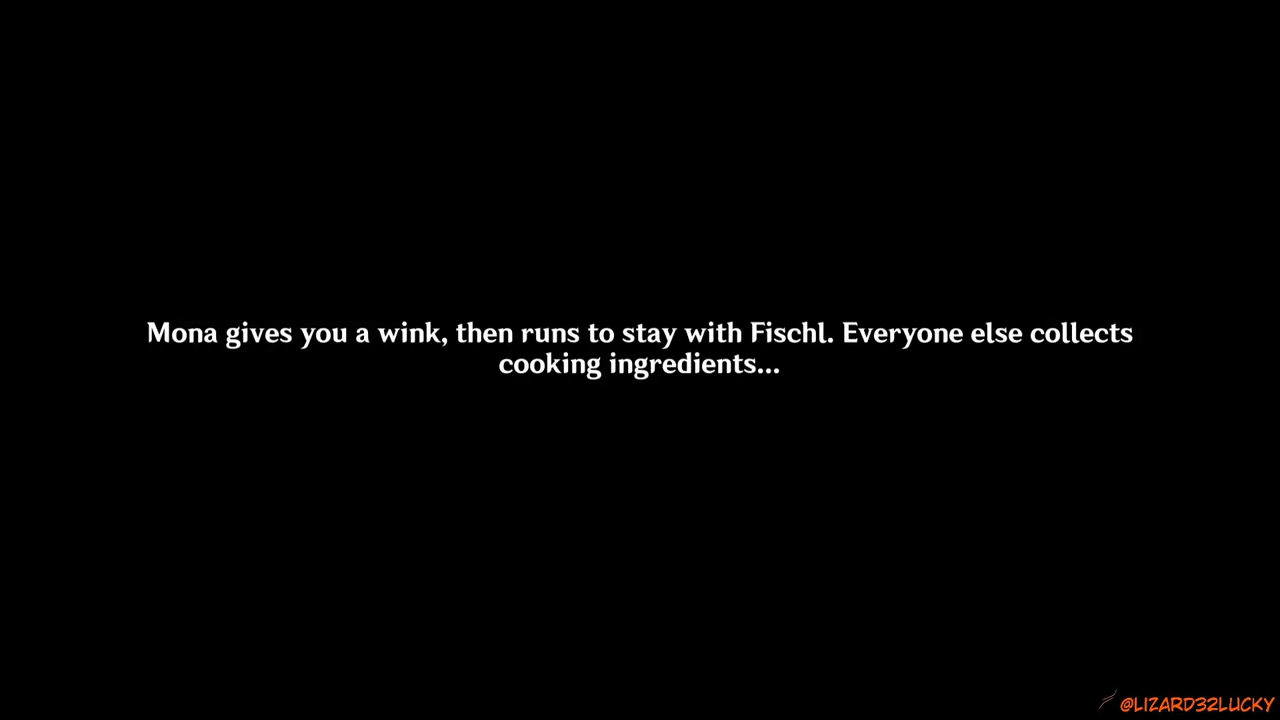 Mona gives you a wink, then runs to stay with Fischl. Everyone else collects
cooking ingredients...
@LIZARD32LUCKY